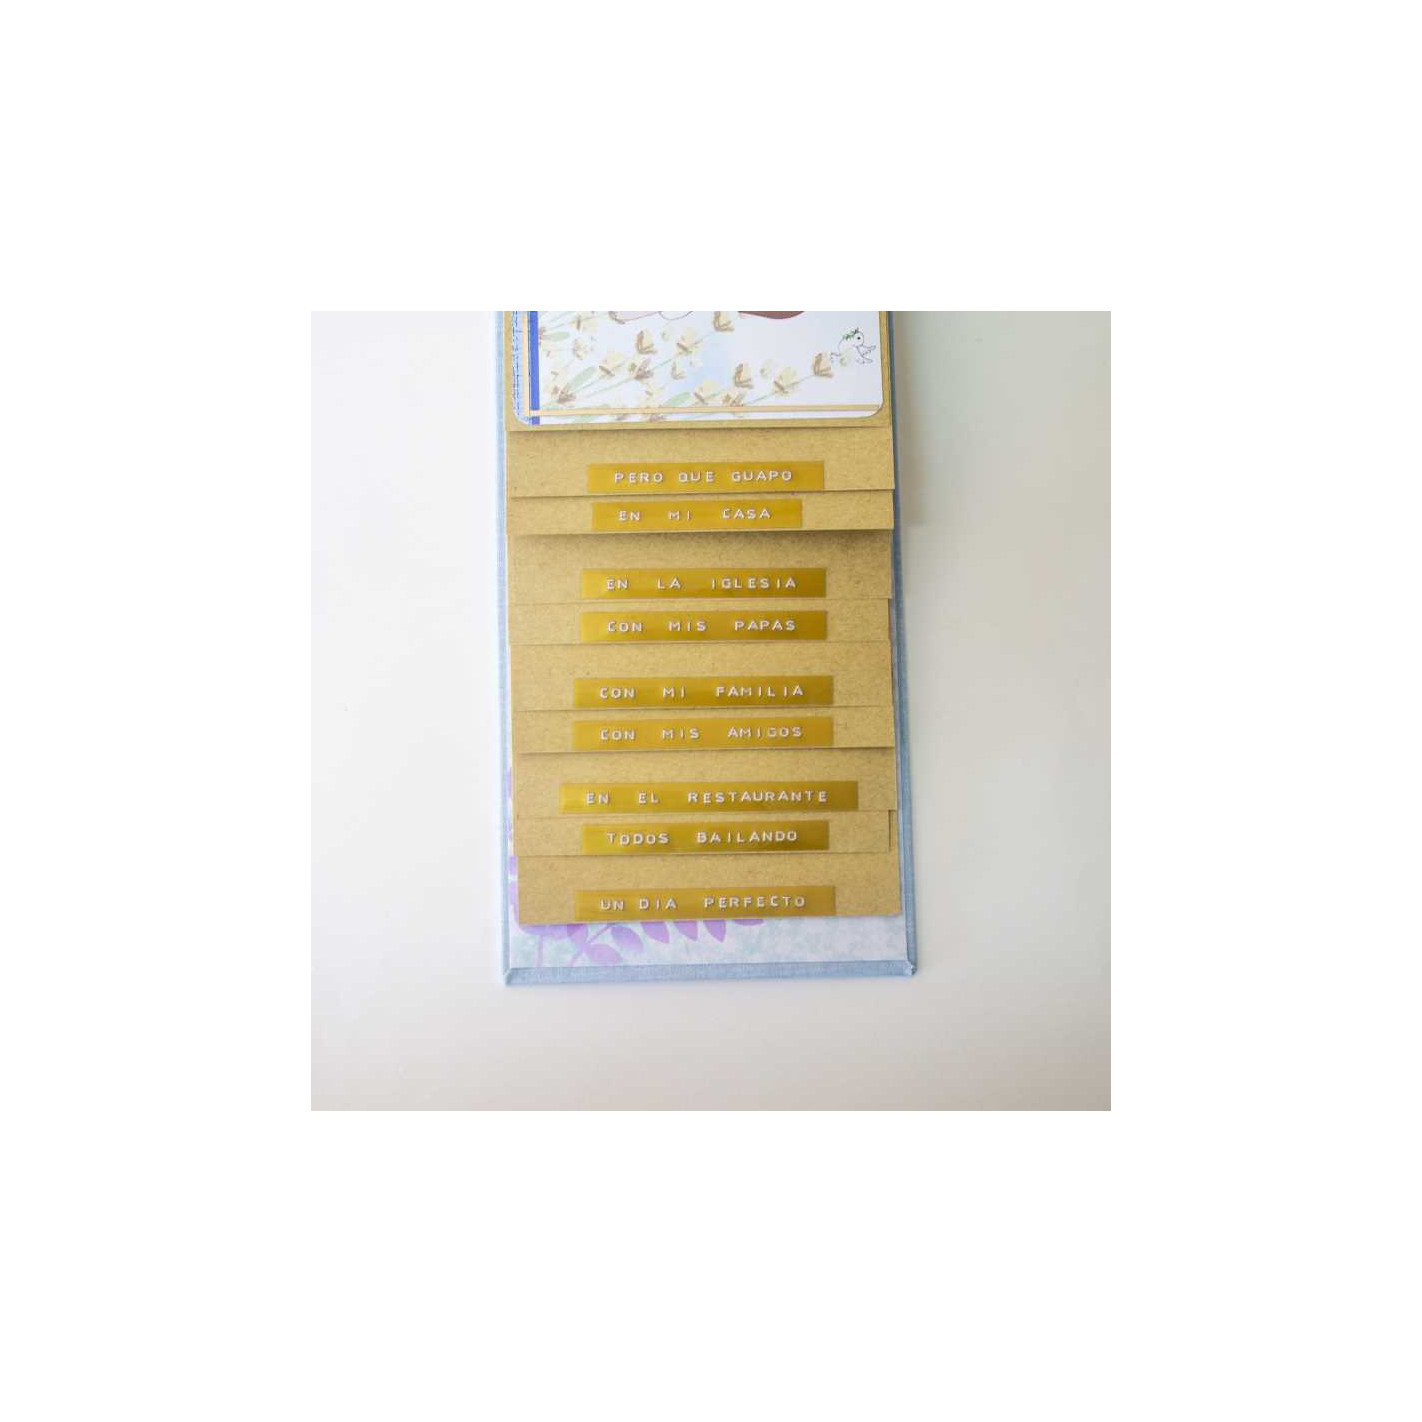 PERO QUE GUAPO
EN MI CASA
EN LA IGLESIA
CON MIS PAPAS
CON MI FAMILIA
CON MIS AMIGOS
EN EL RESTAURANTE
TODOS BAILANDO
UN DIA PERFECTO